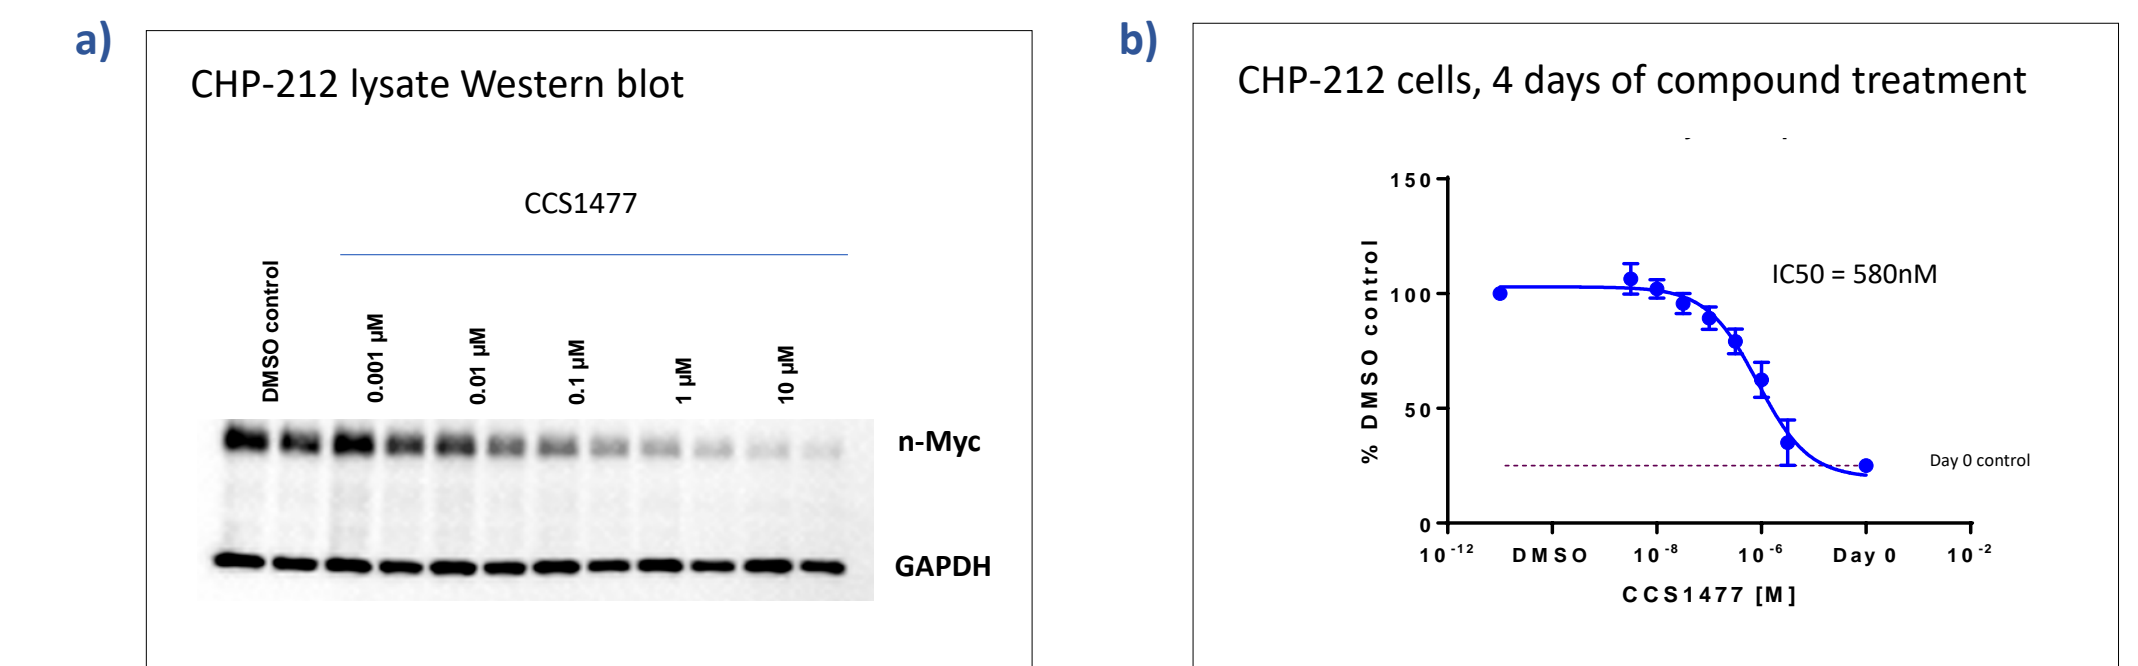 a)
CHP-212 lysate Western blot
CCS1477
DMSO control
0.001 µM
0.01 µM
0.1 µM
1 µM
10 µM
n-Myc
GAPDH
b)
CHP-212 cells, 4 days of compound treatment
% DMSO control
150
100
50
0
IC50 = 580nM
Day 0 control
10⁻¹² DMSO 10⁻⁸ 10⁻⁶ Day 0 10⁻²
CCS1477 [M]